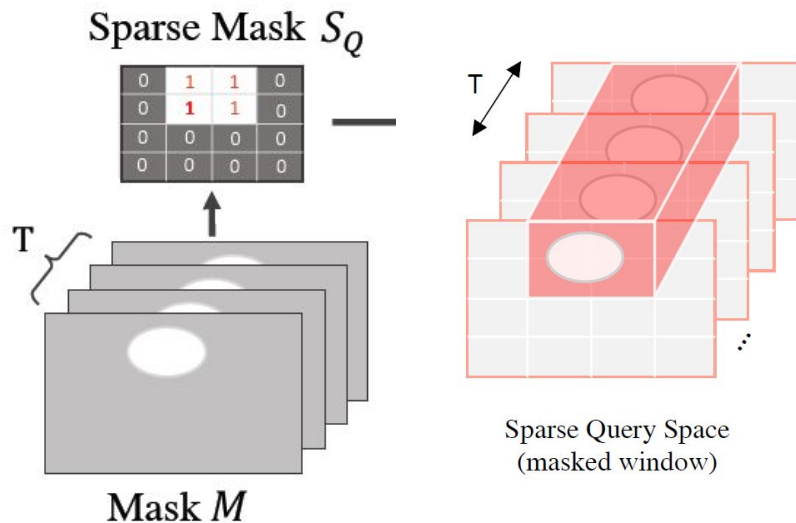 Sparse Mask S_Q
0 1 1 0
0 1 1 0
0 0 0 0
0 0 0 0
T
Mask M
T
...
Sparse Query Space
(masked window)